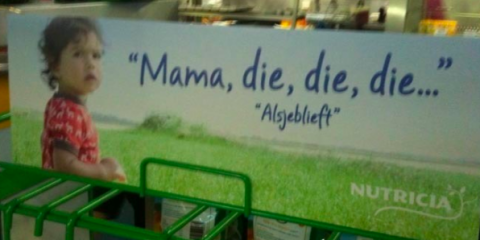 “Mama, die, die, die...”
“Alsjeblieft”
NUTRICIA